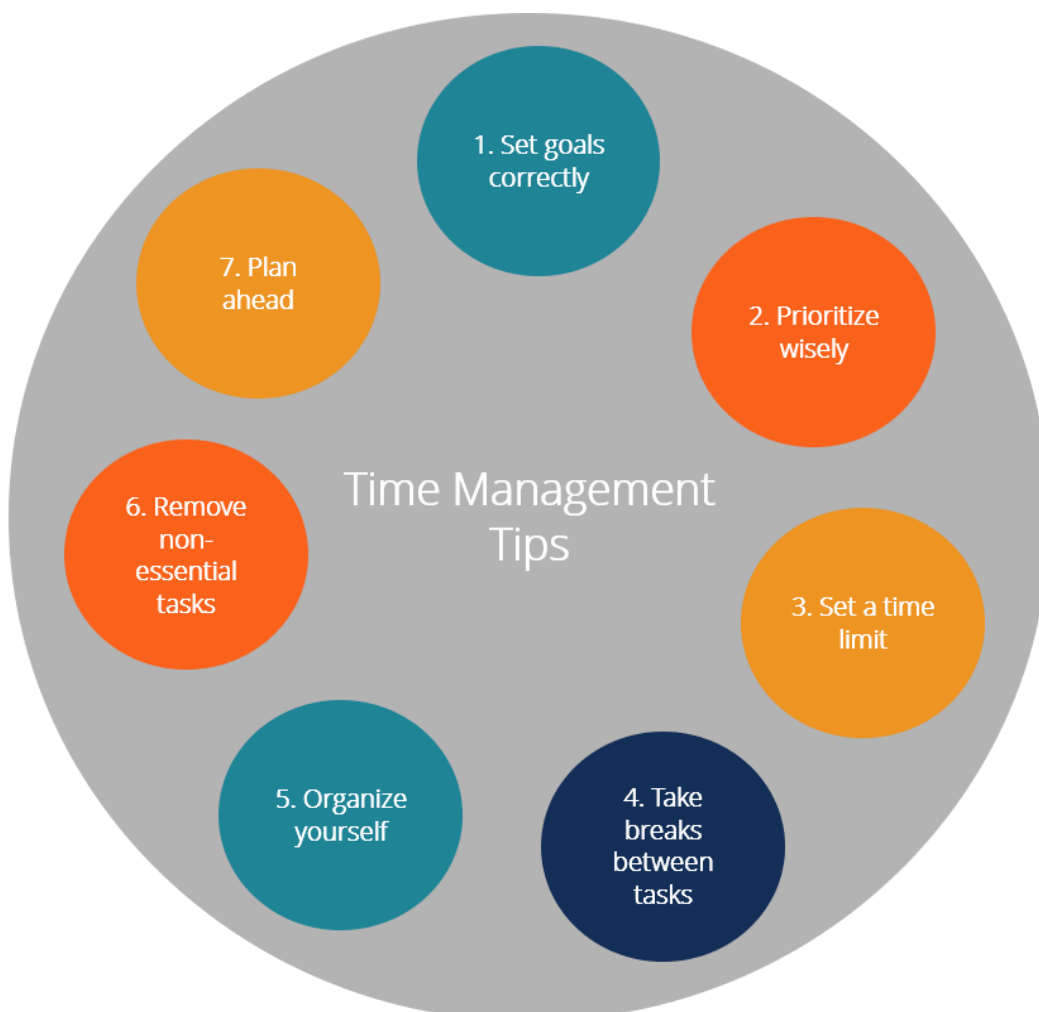 1. Set goals
correctly
2. Prioritize
wisely
3. Set a time
limit
4. Take
breaks
between
tasks
5. Organize
yourself
6. Remove
non-
essential
tasks
7. Plan
ahead
Time Management
Tips